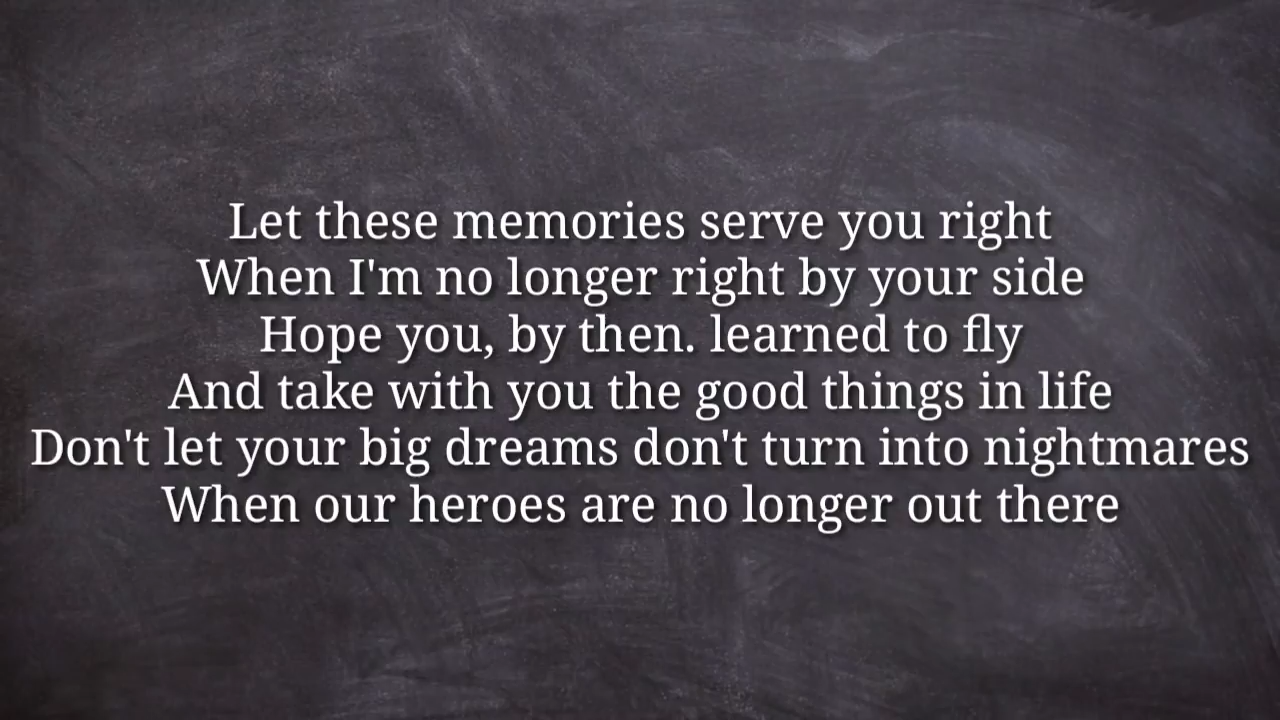 Let these memories serve you right
When I'm no longer right by your side
Hope you, by then. learned to fly
And take with you the good things in life
Don't let your big dreams don't turn into nightmares
When our heroes are no longer out there